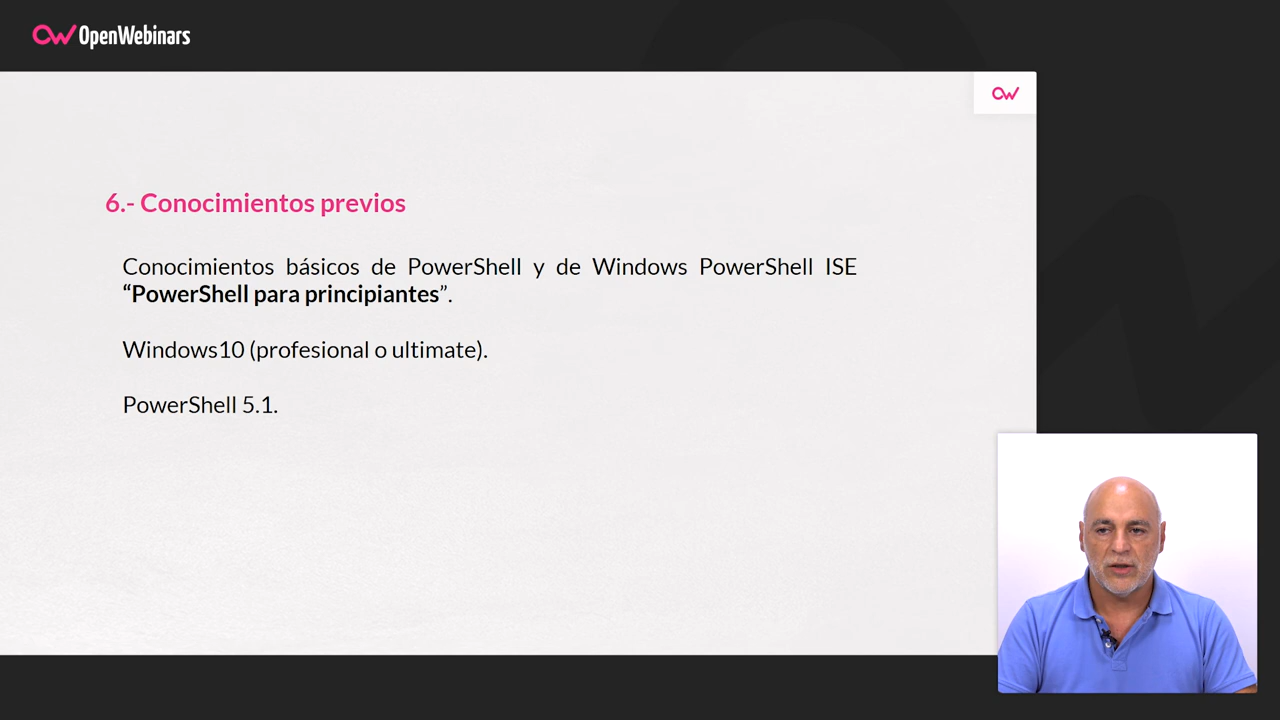 OpenWebinars
6.- Conocimientos previos
Conocimientos básicos de PowerShell y de Windows PowerShell ISE
“PowerShell para principiantes”.
Windows10 (profesional o ultimate).
PowerShell 5.1.